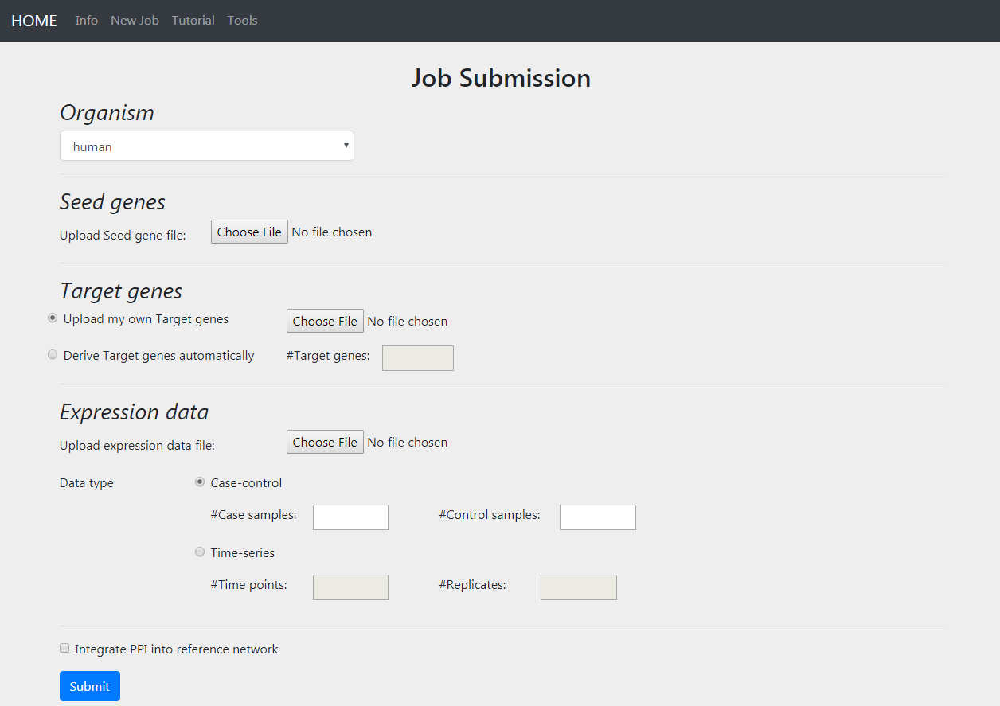 HOME Info New Job Tutorial Tools
Job Submission
Organism
human
Seed genes
Upload Seed gene file: Choose File No file chosen
Target genes
Upload my own Target genes Choose File No file chosen
Derive Target genes automatically #Target genes:
Expression data
Upload expression data file: Choose File No file chosen
Data type Case-control
#Case samples: #Control samples:
Time-series
#Time points: #Replicates:
Integrate PPI into reference network
Submit